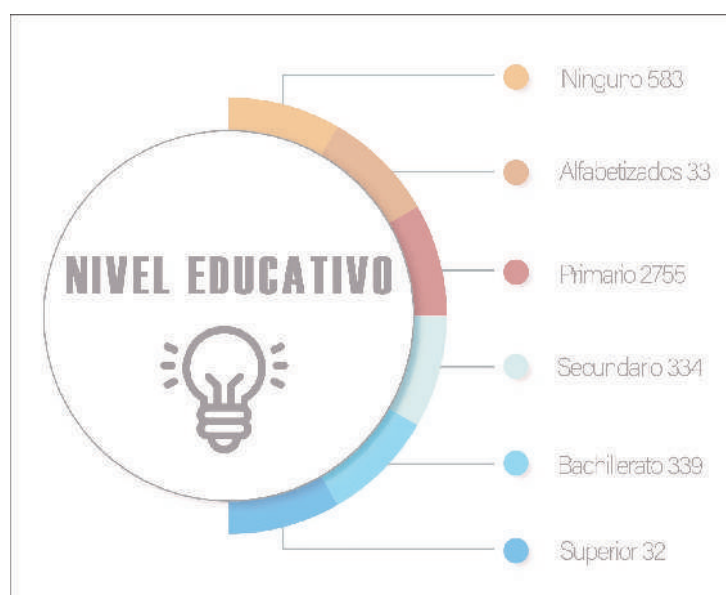 Ninguno 583
Alfabetizados 33
NIVEL EDUCATIVO
Primario 2755
Secundario 334
Bachillerato 339
Superior 32